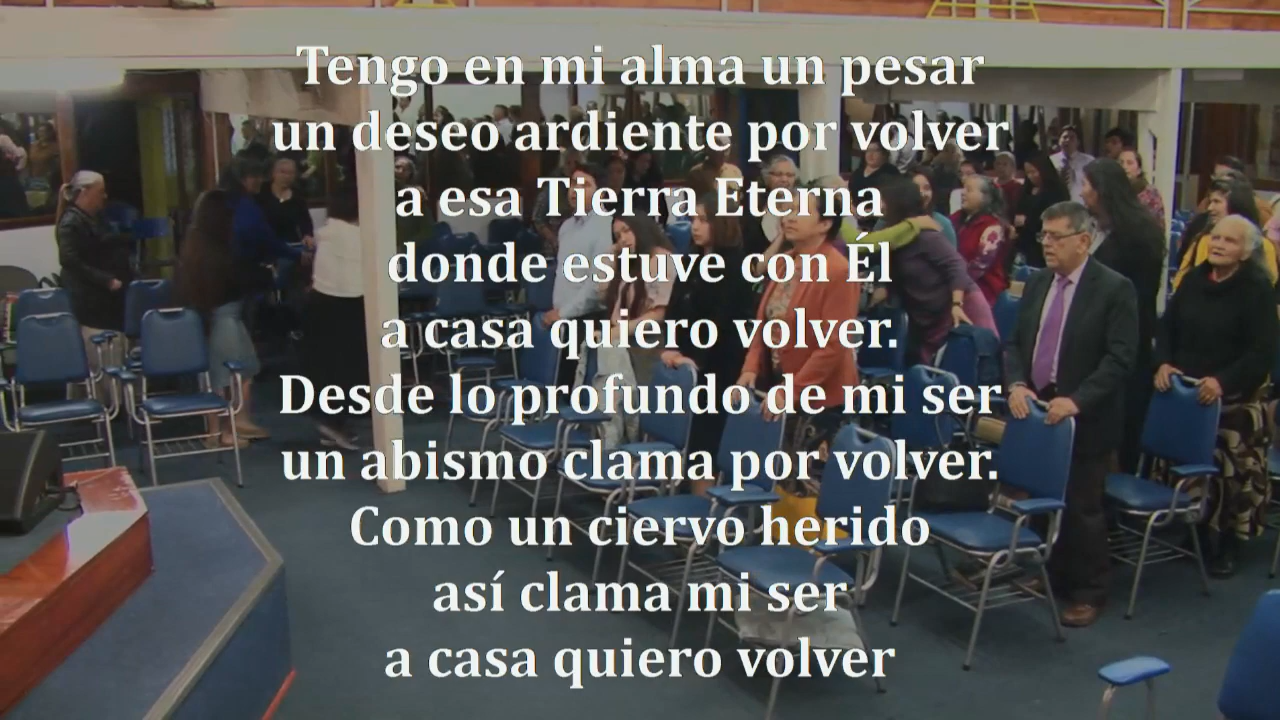 Tengo en mi alma un pesar
un deseo ardiente por volver
a esa Tierra Eterna
donde estuve con Él
a casa quiero volver.
Desde lo profundo de mi ser
un abismo clama por volver.
Como un ciervo herido
así clama mi ser
a casa quiero volver